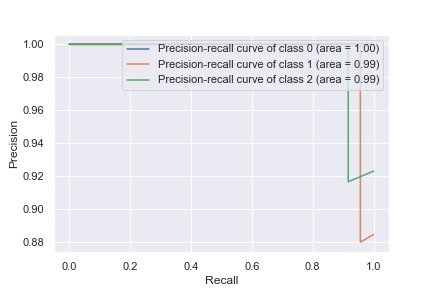 1.00
0.98
0.96
0.94
0.92
0.90
0.88
Precision
Precision-recall curve of class 0 (area = 1.00)
Precision-recall curve of class 1 (area = 0.99)
Precision-recall curve of class 2 (area = 0.99)
0.0 0.2 0.4 0.6 0.8 1.0
Recall